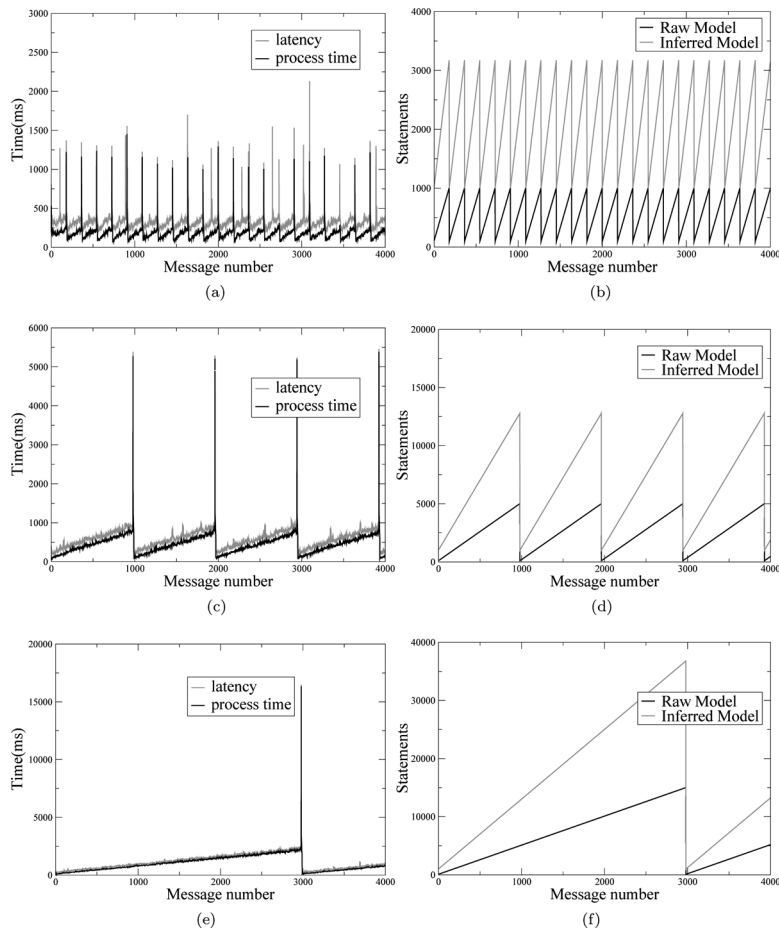 3000
2500
2000
1500
1000
500
0
Time(ms)
latency
process time
0 1000 2000 3000 4000
Message number
(a)
4000
3000
2000
1000
0
Statements
Raw Model
Inferred Model
0 1000 2000 3000 4000
Message number
(b)
6000
5000
4000
3000
2000
1000
0
Time(ms)
latency
process time
0 1000 2000 3000 4000
Message number
(c)
20000
15000
10000
5000
0
Statements
Raw Model
Inferred Model
0 1000 2000 3000 4000
Message number
(d)
20000
15000
10000
5000
2500
0
Time(ms)
latency
process time
0 1000 2000 3000 4000
Message number
(e)
40000
35000
30000
25000
20000
15000
10000
5000
0
Statements
Raw Model
Inferred Model
0 1000 2000 3000 4000
Message number
(f)